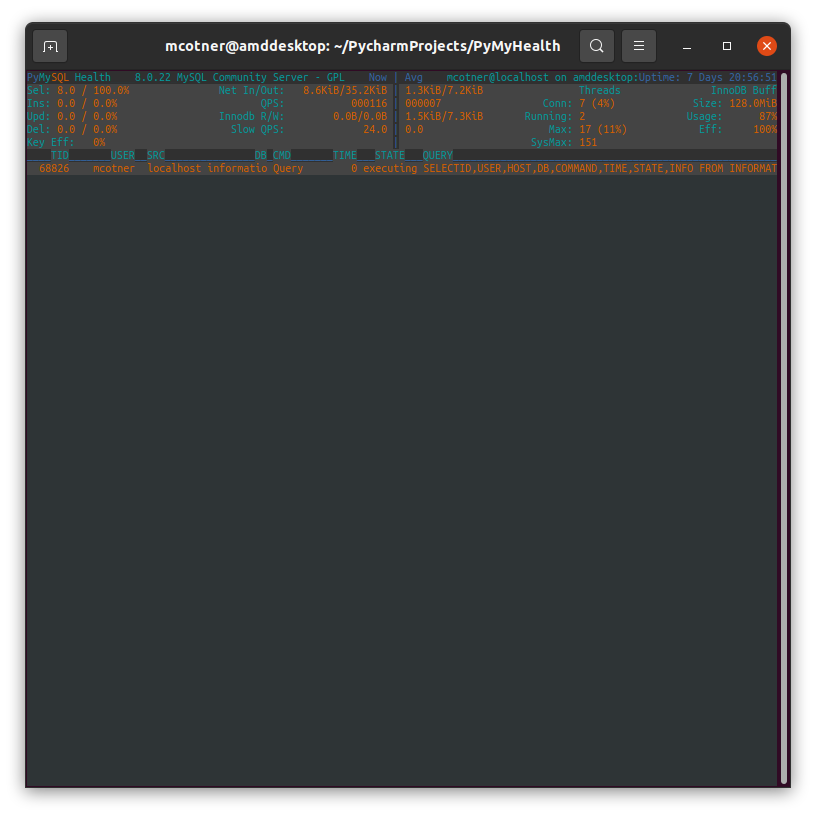 mcotner@amddesktop: ~/PycharmProjects/PyMyHealth
PyMySQL Health 8.0.22 MySQL Community Server - GPL Now | Avg mcotner@localhost on amddesktop:Uptime: 7 Days 20:56:51
Sel: 8.0 / 100.0% Net In/Out: 8.6KiB/35.2KiB | 1.3KiB/7.2KiB Threads InnoDB Buff
Ins: 0.0 / 0.0% QPS: 000116 | 000007 Conn: 7 (4%) Size: 128.0MiB
Upd: 0.0 / 0.0% Innodb R/W: 0.0B/0.0B | 1.5KiB/7.3KiB Running: 2 Usage: 87%
Del: 0.0 / 0.0% Slow QPS: 24.0 | 0.0 Max: 17 (11%) Eff: 100%
Key Eff: 0% | SysMax: 151
TID USER SRC DB CMD TIME STATE QUERY
68826 mcotner localhost informatio Query 0 executing SELECTID,USER,HOST,DB,COMMAND,TIME,STATE,INFO FROM INFORMAT